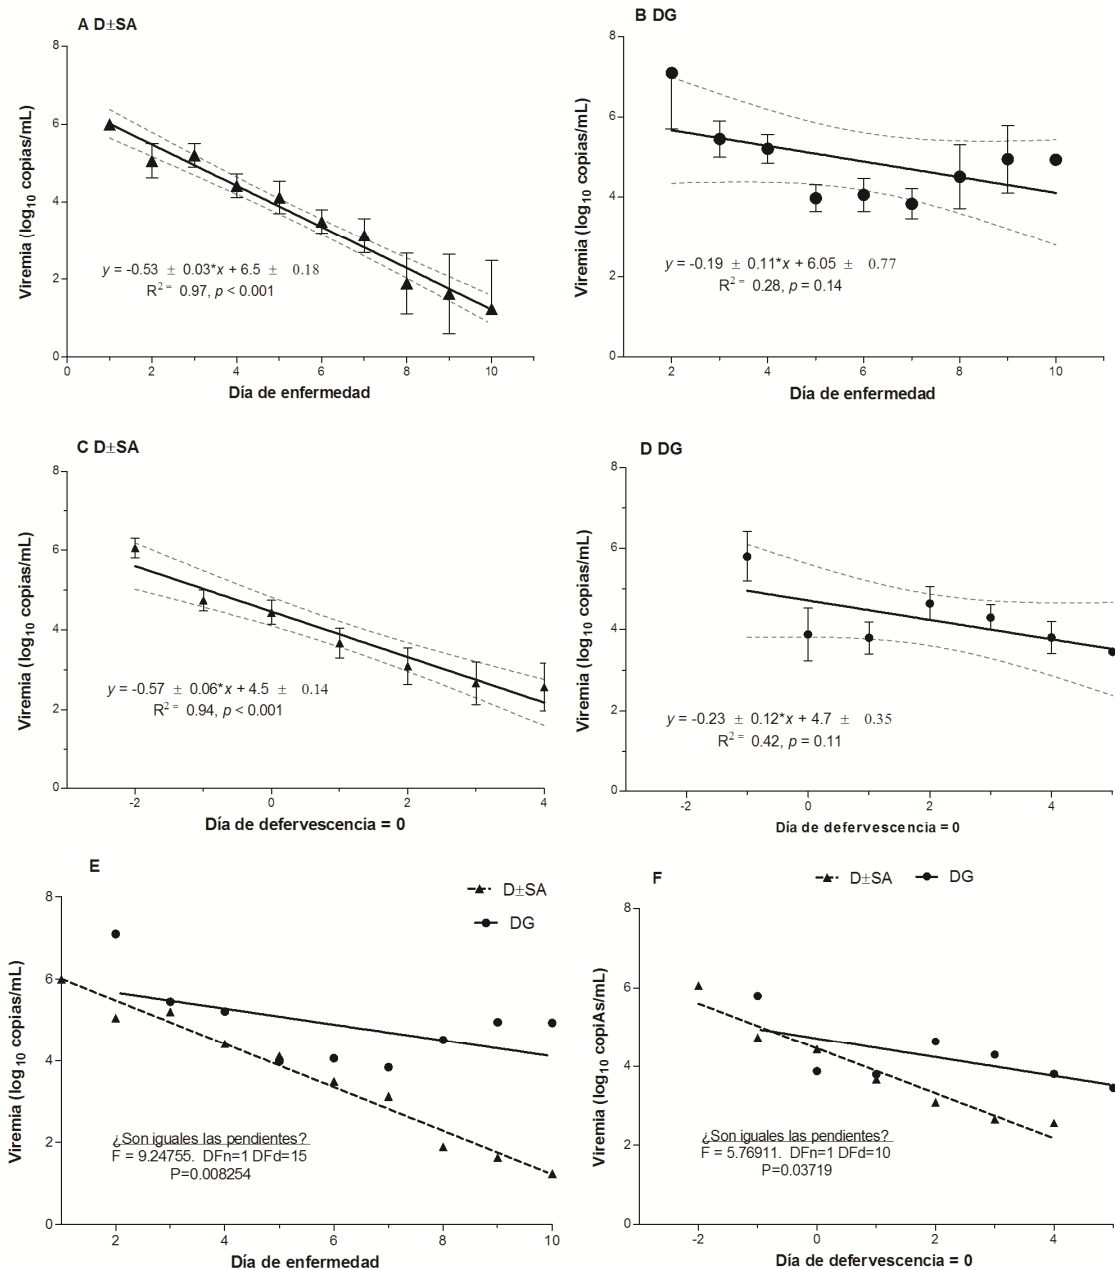 A D±SA
8
6
4
2
0
0
2
4
6
8
10
Viremia (log10 copias/mL)
y = -0.53 ± 0.03*x + 6.5 ± 0.18
R2 = 0.97, p < 0.001
Día de enfermedad
B DG
8
6
4
2
0
2
4
6
8
10
Viremia (log10 copias/mL)
y = -0.19 ± 0.11*x + 6.05 ± 0.77
R2 = 0.28, p = 0.14
Día de enfermedad
C D±SA
8
6
4
2
0
-2
0
2
4
Viremia (log10 copias/mL)
y = -0.57 ± 0.06*x + 4.5 ± 0.14
R2 = 0.94, p < 0.001
Día de defervescencia = 0
D DG
8
6
4
2
0
-2
0
2
4
Viremia (log10 copias/mL)
y = -0.23 ± 0.12*x + 4.7 ± 0.35
R2 = 0.42, p = 0.11
Día de defervescencia = 0
E
D±SA
DG
8
6
4
2
0
2
4
6
8
10
Viremia (log10 copias/mL)
¿Son iguales las pendientes?
F = 9.24755. DFn=1 DFd=15
P=0.008254
Día de enfermedad
F
D±SA
DG
8
6
4
2
0
-2
0
2
4
Viremia (log10 copiAs/mL)
¿Son iguales las pendientes?
F = 5.76911. DFn=1 DFd=10
P=0.03719
Día de defervescencia = 0